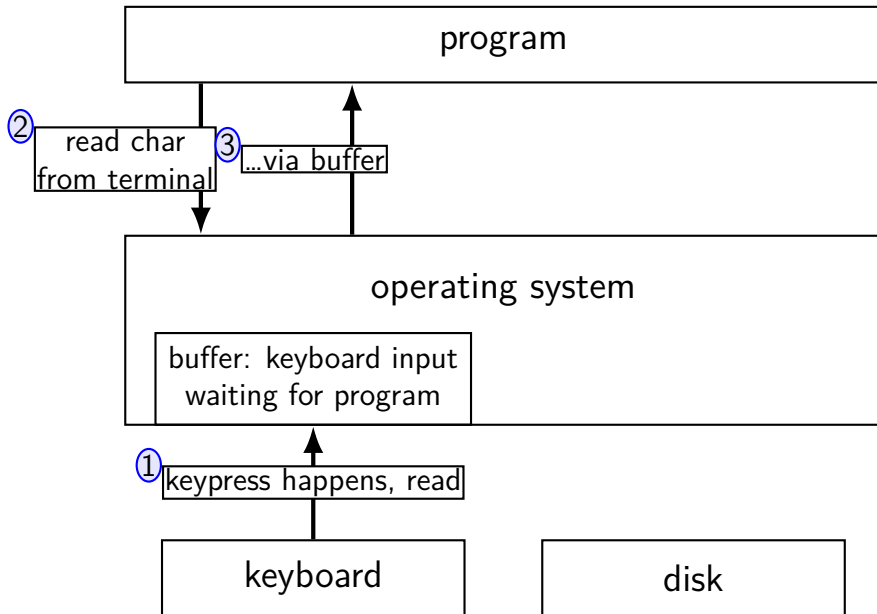 program
2
read char
from terminal
3
...via buffer
operating system
buffer: keyboard input
waiting for program
1
keypress happens, read
keyboard
disk